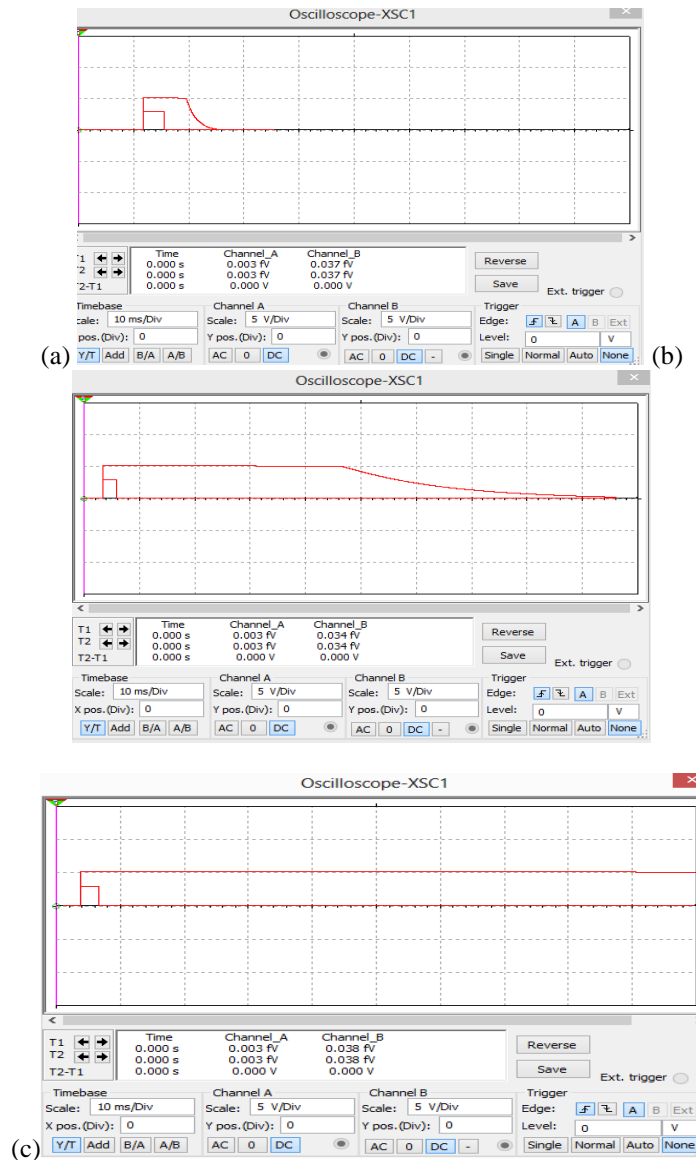 Oscilloscope-XSC1
Time Channel_A Channel_B
T1 0.000 s 0.003 fV 0.037 fV
T2 0.000 s 0.003 fV 0.037 fV
T2-T1 0.000 s 0.000 V 0.000 V
Reverse
Save
Ext. trigger
Timebase Channel A Channel B Trigger
cale: 10 ms/Div Scale: 5 V/Div Scale: 5 V/Div Edge: A B Ext
pos.(Div): 0 Y pos.(Div): 0 Y pos.(Div): 0 Level: 0 V
(a) Y/T Add B/A A/B AC 0 DC AC 0 DC - Single Normal Auto None (b)
Oscilloscope-XSC1
Time Channel_A Channel_B
T1 0.000 s 0.003 fV 0.034 fV
T2 0.000 s 0.003 fV 0.034 fV
T2-T1 0.000 s 0.000 V 0.000 V
Reverse
Save
Ext. trigger
Timebase Channel A Channel B Trigger
Scale: 10 ms/Div Scale: 5 V/Div Scale: 5 V/Div Edge: A B Ext
X pos.(Div): 0 Y pos.(Div): 0 Y pos.(Div): 0 Level: 0 V
Y/T Add B/A A/B AC 0 DC AC 0 DC - Single Normal Auto None
Oscilloscope-XSC1
Time Channel_A Channel_B
T1 0.000 s 0.003 fV 0.038 fV
T2 0.000 s 0.003 fV 0.038 fV
T2-T1 0.000 s 0.000 V 0.000 V
Reverse
Save
Ext. trigger
Timebase Channel A Channel B Trigger
Scale: 10 ms/Div Scale: 5 V/Div Scale: 5 V/Div Edge: A B Ext
X pos.(Div): 0 Y pos.(Div): 0 Y pos.(Div): 0 Level: 0 V
(c) Y/T Add B/A A/B AC 0 DC AC 0 DC - Single Normal Auto None